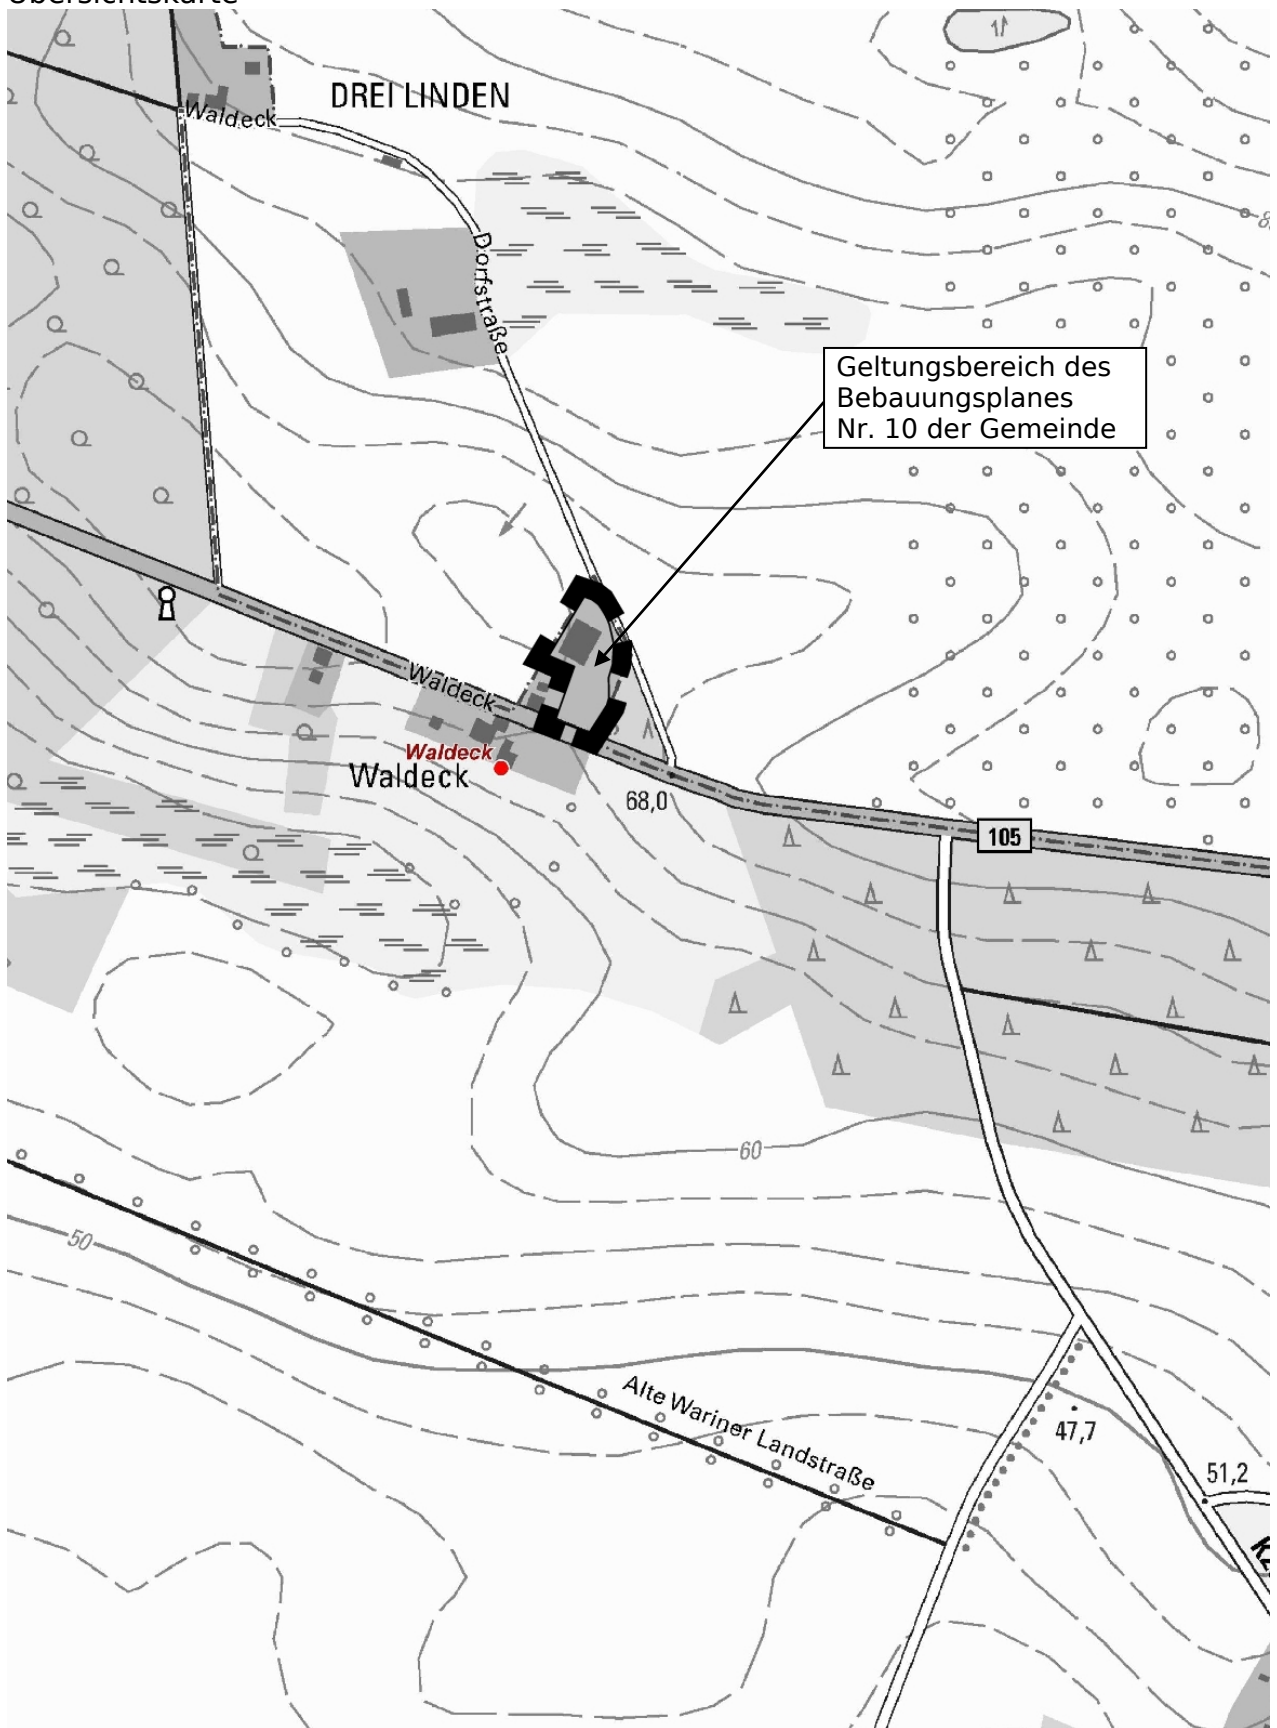 Übersichtskarte
DREI LINDEN
Waldeck
Dorfstraße
Geltungsbereich des
Bebauungsplanes
Nr. 10 der Gemeinde
Waldeck
Waldeck
Waldeck
68,0
105
60
50
Alte Wariner Landstraße
47,7
51,2